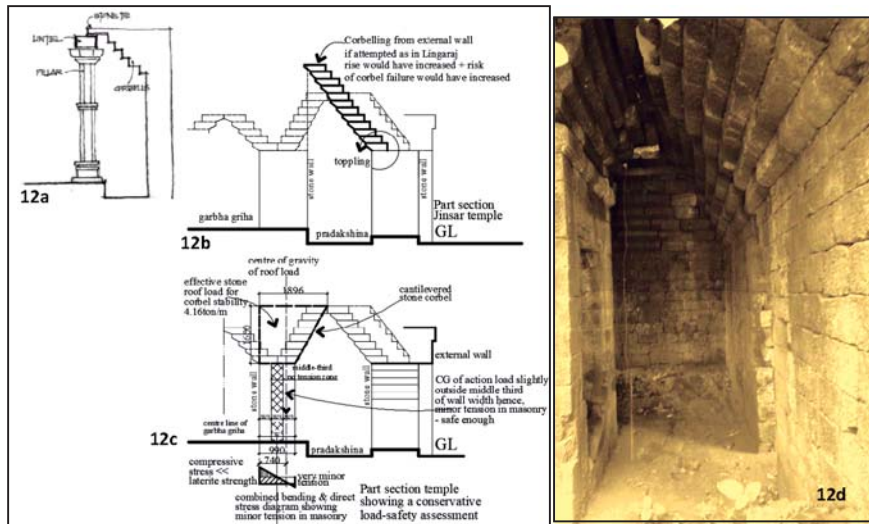 LINTEL
PILLAR
CORBELLS
12a
Corbelling from external wall
if attempted as in Lingaraj
rise would have increased + risk
of corbel failure would have increased
toppling
stone wall
stone wall
Part section
Jinsar temple
garbha griha
pradakshina
GL
12b
centre of gravity
of roof load
effective stone
roof load for
corbel stability
4.16ton/m
1896
cantilevered
stone corbel
middle-third
no tension zone
external wall
stone wall
stone wall
CG of action load slightly
outside middle third
of wall width hence,
minor tension in masonry
- safe enough
centre line of
garbha griha
12c
GL
990
pradakshina
740
compressive
stress <<
laterite strength
very minor
tension
combined bending & direct
stress diagram showing
minor tension in masonry
Part section temple
showing a conservative
load-safety assessment
12d